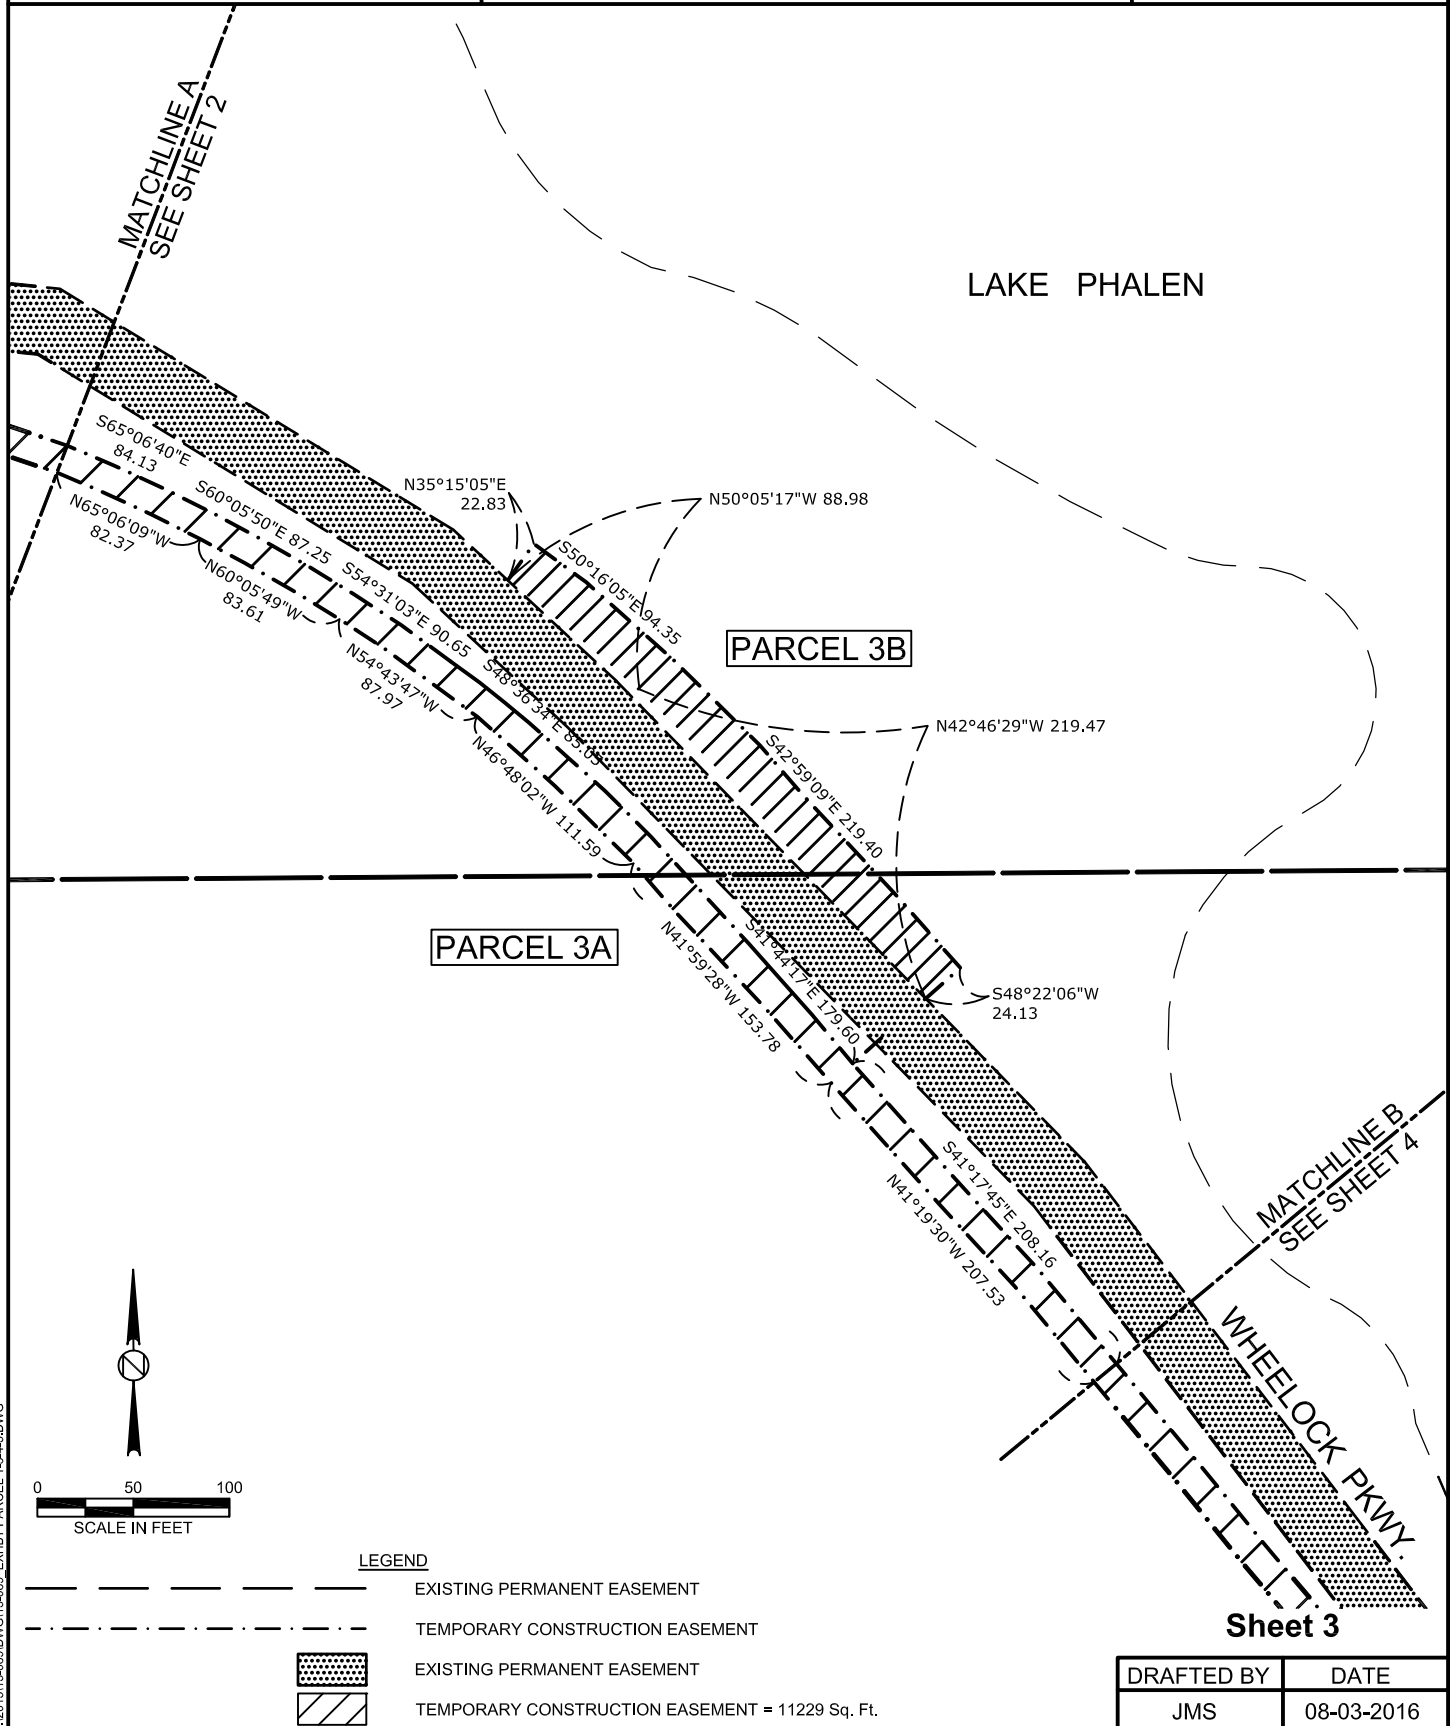 MATCHLINE A
SEE SHEET 2
LAKE PHALEN
S65°06'40"E
84.13
N65°06'09"W
82.37
S60°05'50"E 87.25
N60°05'49"W
83.61
S54°31'03"E 90.65
N54°43'47"W
87.97
N35°15'05"E
22.83
N50°05'17"W 88.98
S50°16'05"E 94.35
PARCEL 3B
S48°36'34"E 85.05
N46°48'02"W 111.59
N42°46'29"W 219.47
S42°59'09"E 219.40
PARCEL 3A
N41°59'28"W 153.78
S41°44'17"E 179.60
S48°22'06"W
24.13
MATCHLINE B
SEE SHEET 4
S41°17'45"E 208.16
N41°19'30"W 207.53
WHEELOCK PKWY.
N
0 50 100
SCALE IN FEET
LEGEND
EXISTING PERMANENT EASEMENT
TEMPORARY CONSTRUCTION EASEMENT
EXISTING PERMANENT EASEMENT
TEMPORARY CONSTRUCTION EASEMENT = 11229 Sq. Ft.
Sheet 3
DRAFTED BY DATE
JMS 08-03-2016